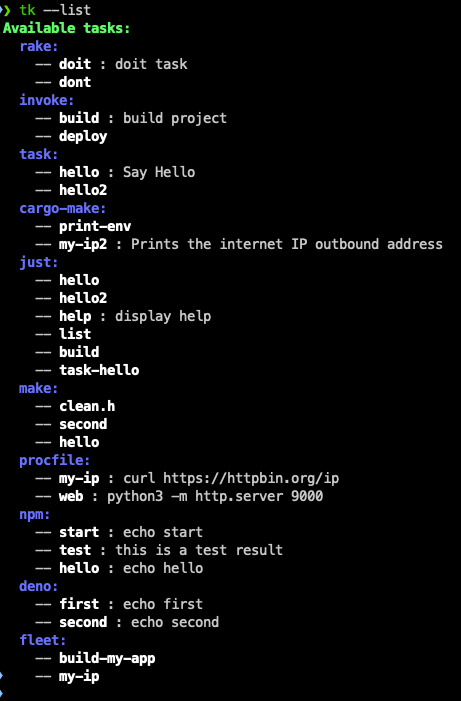 ❯ tk --list
Available tasks:
rake:
-- doit : doit task
-- dont
invoke:
-- build : build project
-- deploy
task:
-- hello : Say Hello
-- hello2
cargo-make:
-- print-env
-- my-ip2 : Prints the internet IP outbound address
just:
-- hello
-- hello2
-- help : display help
-- list
-- build
-- task-hello
make:
-- clean.h
-- second
-- hello
procfile:
-- my-ip : curl https://httpbin.org/ip
-- web : python3 -m http.server 9000
npm:
-- start : echo start
-- test : this is a test result
-- hello : echo hello
deno:
-- first : echo first
-- second : echo second
fleet:
-- build-my-app
-- my-ip